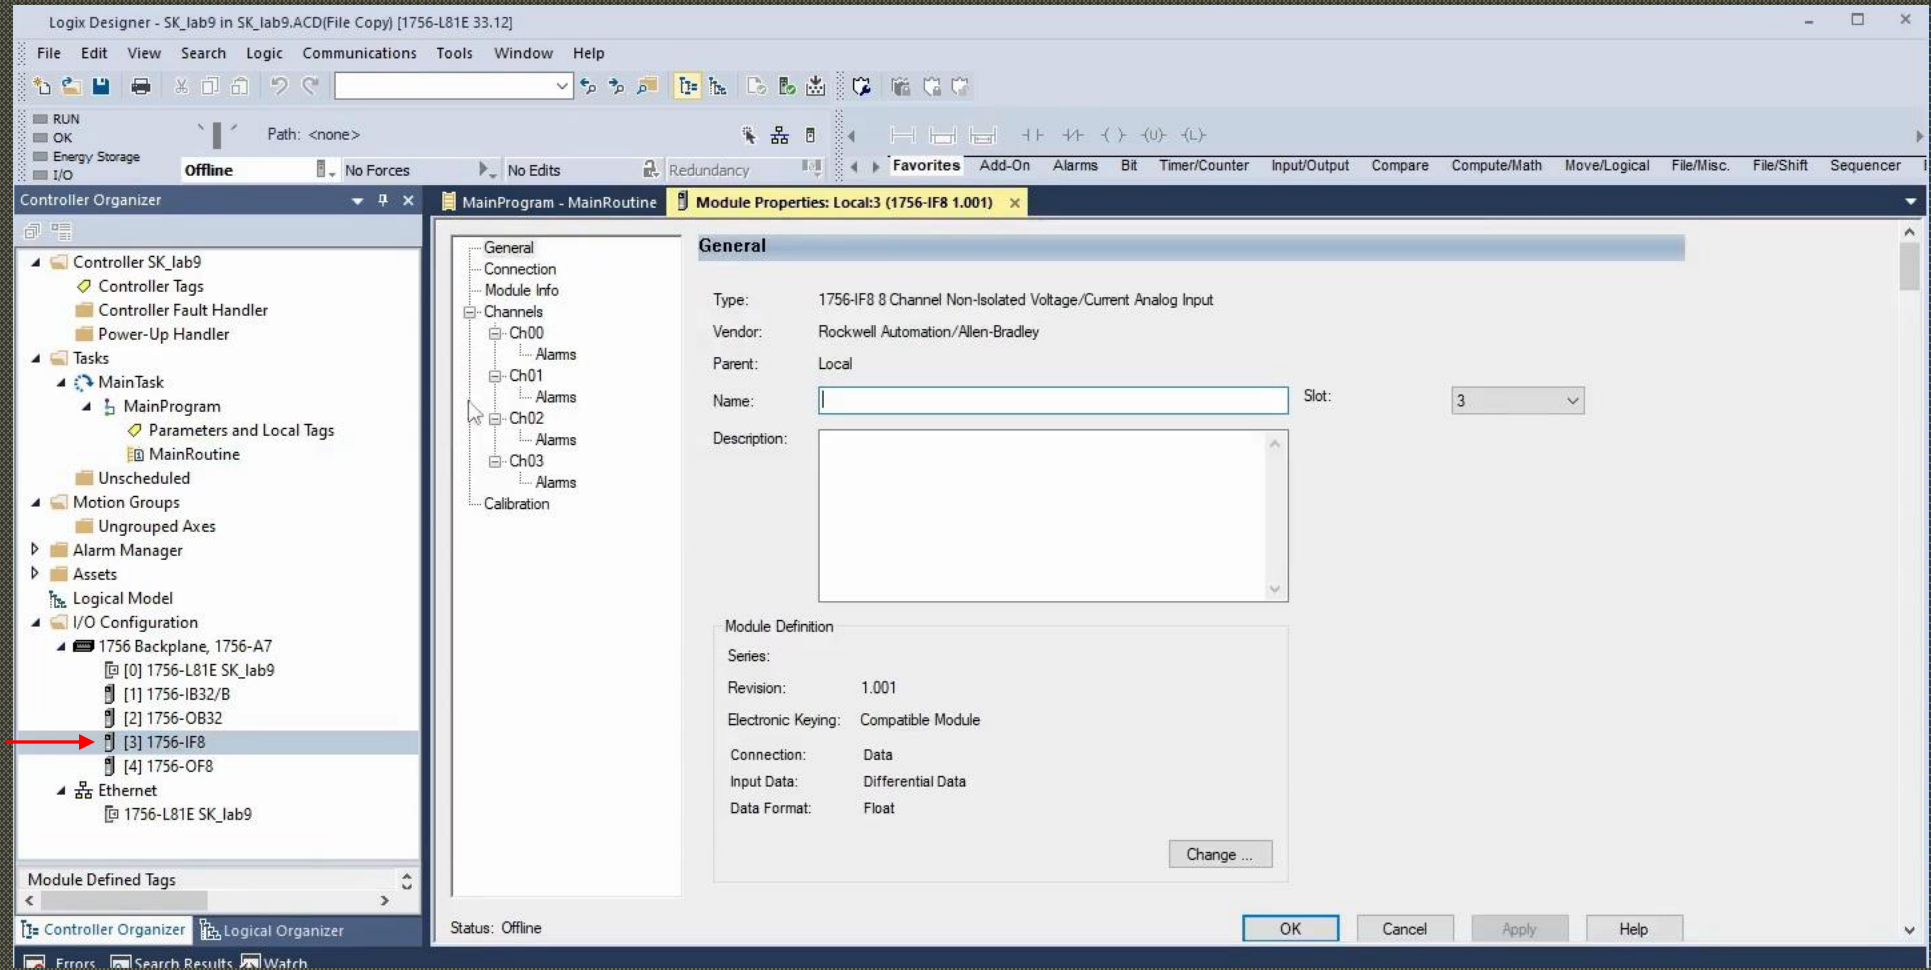 Logix Designer - SK_lab9 in SK_lab9.ACD(File Copy) [1756-L81E 33.12]
File Edit View Search Logic Communications Tools Window Help
RUN
OK
Energy Storage
I/O
Path: <none>
Offline
No Forces
No Edits
Redundancy
Favorites Add-On Alarms Bit Timer/Counter Input/Output Compare Compute/Math Move/Logical File/Misc. File/Shift Sequencer
Controller Organizer
MainProgram - MainRoutine
Module Properties: Local:3 (1756-IF8 1.001)
Controller SK_lab9
Controller Tags
Controller Fault Handler
Power-Up Handler
Tasks
MainTask
MainProgram
Parameters and Local Tags
MainRoutine
Unscheduled
Motion Groups
Ungrouped Axes
Alarm Manager
Assets
Logical Model
I/O Configuration
1756 Backplane, 1756-A7
[0] 1756-L81E SK_lab9
[1] 1756-IB32/B
[2] 1756-OB32
[3] 1756-IF8
[4] 1756-OF8
Ethernet
1756-L81E SK_lab9
Module Defined Tags
Controller Organizer
Logical Organizer
General
Connection
Module Info
Channels
Ch00
Alarms
Ch01
Alarms
Ch02
Alarms
Ch03
Alarms
Calibration
General
Type: 1756-IF8 8 Channel Non-Isolated Voltage/Current Analog Input
Vendor: Rockwell Automation/Allen-Bradley
Parent: Local
Name:
Slot: 3
Description:
Module Definition
Series:
Revision: 1.001
Electronic Keying: Compatible Module
Connection: Data
Input Data: Differential Data
Data Format: Float
Change ...
Status: Offline
OK Cancel Apply Help
Errors Search Results Watch